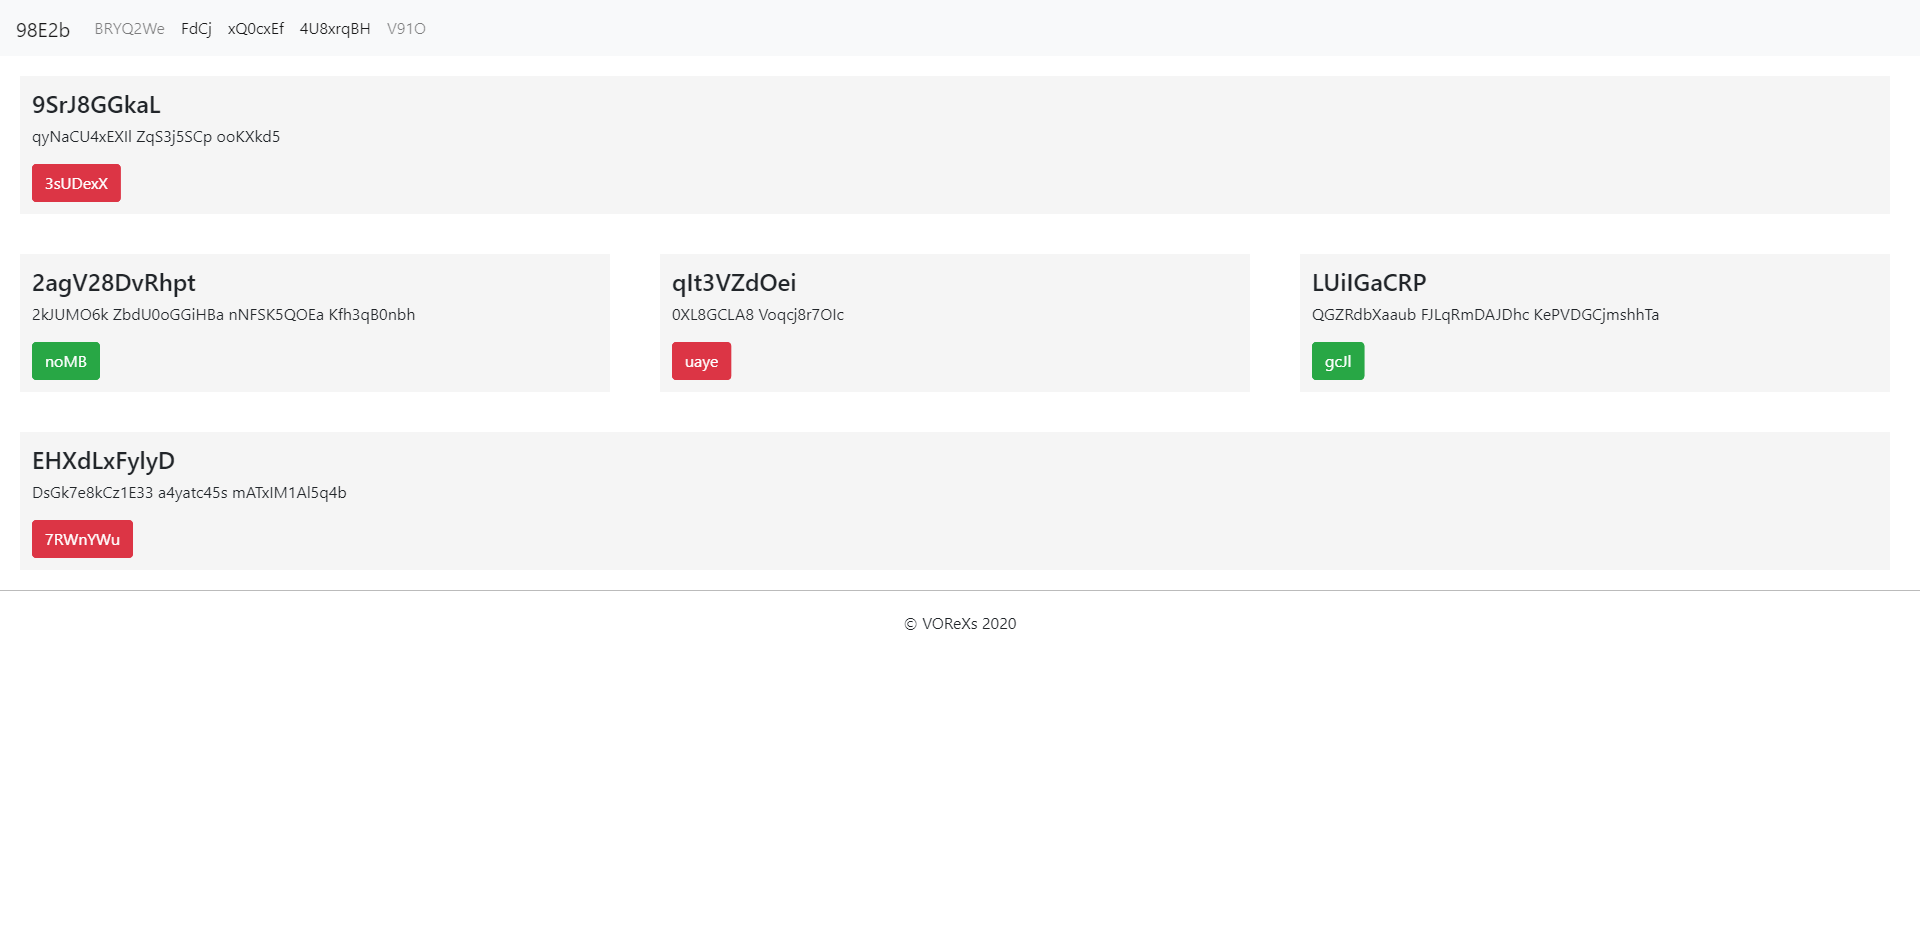 98E2b BRYQ2We FdCj xQ0cxEf 4U8xrqBH V91O
9SrJ8GGkaL
qyNaCU4xEXIl ZqS3j5SCp ooKXkd5
3sUDexX
2agV28DvRhpt
2kJUMO6k ZbdU0oGGiHBa nNFSK5QOEa Kfh3qB0nbh
noMB
qIt3VZdOei
0XL8GCLA8 Voqcj8r7OIc
uaye
LUiIGaCRP
QGZRdbXaaub FJLqRmDAJDhc KePVDGCjmshhTa
gcJl
EHXdLxFylyD
DsGk7e8kCz1E33 a4yatc45s mATxIM1Al5q4b
7RWnYWu
© VOReXs 2020